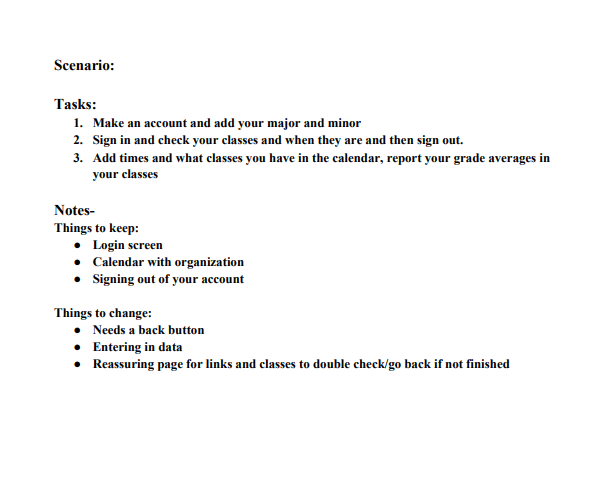 Scenario:
Tasks:
1. Make an account and add your major and minor
2. Sign in and check your classes and when they are and then sign out.
3. Add times and what classes you have in the calendar, report your grade averages in
your classes
Notes-
Things to keep:
● Login screen
● Calendar with organization
● Signing out of your account
Things to change:
● Needs a back button
● Entering in data
● Reassuring page for links and classes to double check/go back if not finished